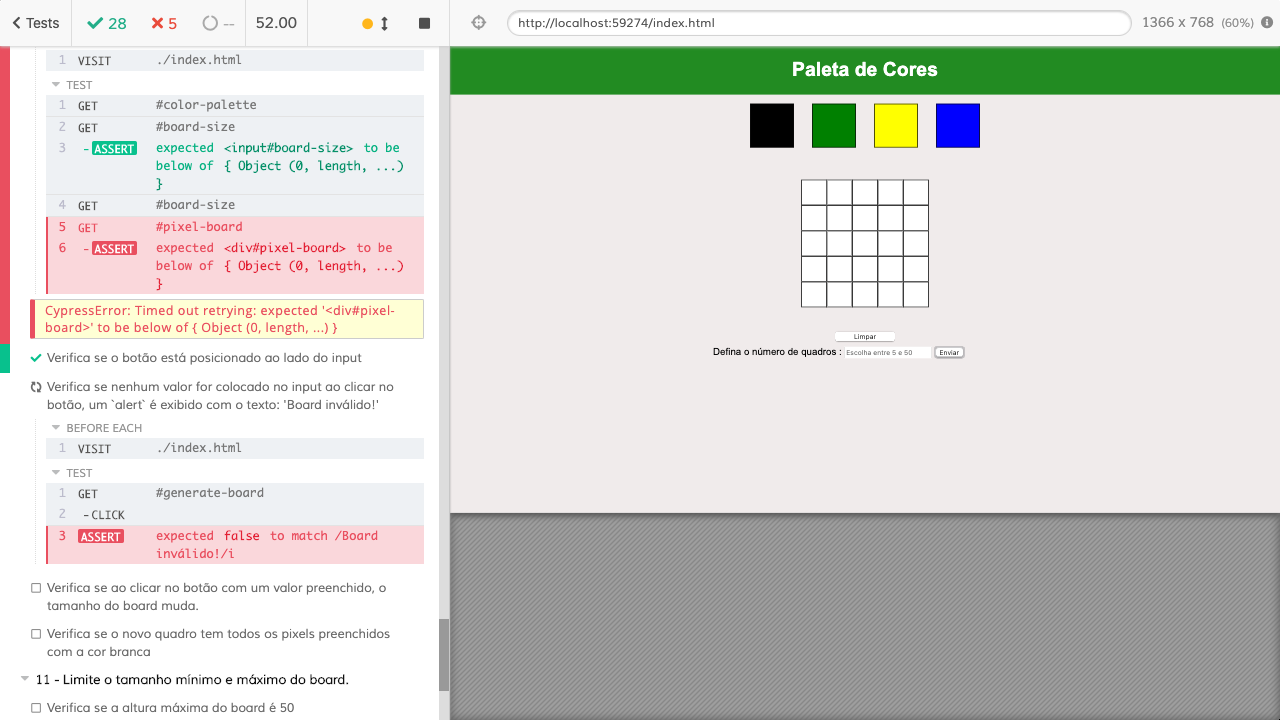 Tests
28
5
--
52.00
http://localhost:59274/index.html
1366 x 768 (60%)
1 VISIT ./index.html
TEST
1 GET #color-palette
2 GET #board-size
3 -ASSERT expected <input#board-size> to be
below of { Object (0, length, ...)
}
4 GET #board-size
5 GET #pixel-board
6 -ASSERT expected <div#pixel-board> to be
below of { Object (0, length, ...)
}
CypressError: Timed out retrying: expected '<div#pixel-
board>' to be below of { Object (0, length, ...) }
Verifica se o botão está posicionado ao lado do input
Verifica se nenhum valor for colocado no input ao clicar no
botão, um `alert` é exibido com o texto: 'Board inválido!'
BEFORE EACH
1 VISIT ./index.html
TEST
1 GET #generate-board
2 -CLICK
3 ASSERT expected false to match /Board
inválido!/i
Verifica se ao clicar no botão com um valor preenchido, o
tamanho do board muda.
Verifica se o novo quadro tem todos os pixels preenchidos
com a cor branca
11 - Limite o tamanho mínimo e máximo do board.
Verifica se a altura máxima do board é 50
Paleta de Cores
Limpar
Defina o número de quadros : Escolha entre 5 e 50 Enviar